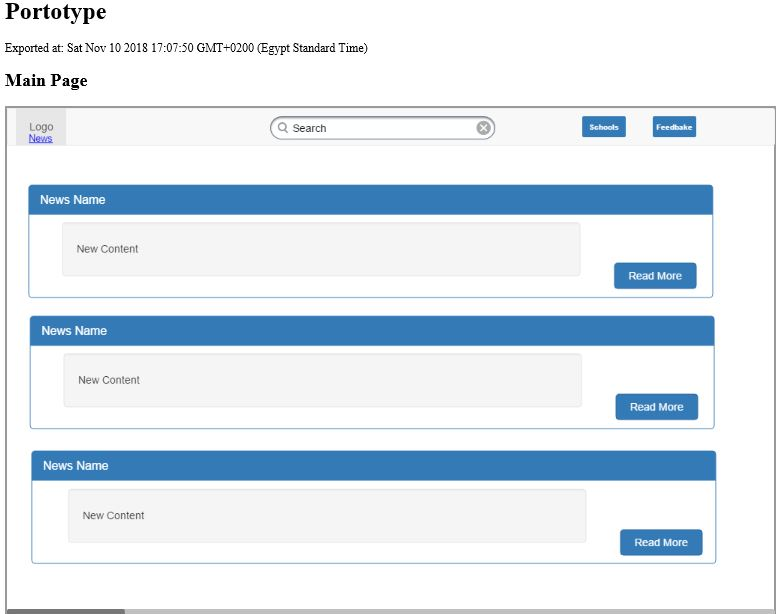 Portotype
Exported at: Sat Nov 10 2018 17:07:50 GMT+0200 (Egypt Standard Time)
Main Page
Logo
News
Search
Schools
Feedbake
News Name
New Content
Read More
News Name
New Content
Read More
News Name
New Content
Read More